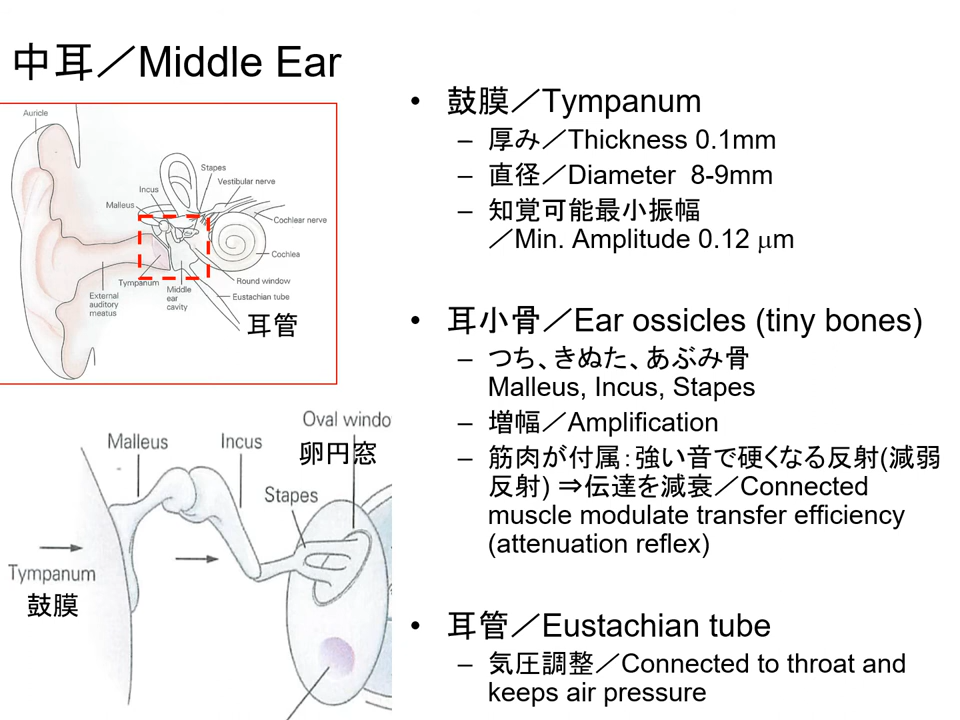 中耳／Middle Ear
Auricle
Stapes
Vestibular nerve
Incus
Malleus
Cochlear nerve
Cochlea
Round window
Tympanum
Middle
ear
cavity
Eustachian tube
External
auditory
meatus
耳管
Oval windo
卵円窓
Malleus
Incus
Stapes
Tympanum
鼓膜
• 鼓膜／Tympanum
– 厚み／Thickness 0.1mm
– 直径／Diameter 8-9mm
– 知覚可能最小振幅
／Min. Amplitude 0.12 μm
• 耳小骨／Ear ossicles (tiny bones)
– つち、きぬた、あぶみ骨
Malleus, Incus, Stapes
– 増幅／Amplification
– 筋肉が付属：強い音で硬くなる反射(減弱
反射) ⇒伝達を減衰／Connected
muscle modulate transfer efficiency
(attenuation reflex)
• 耳管／Eustachian tube
– 気圧調整／Connected to throat and
keeps air pressure